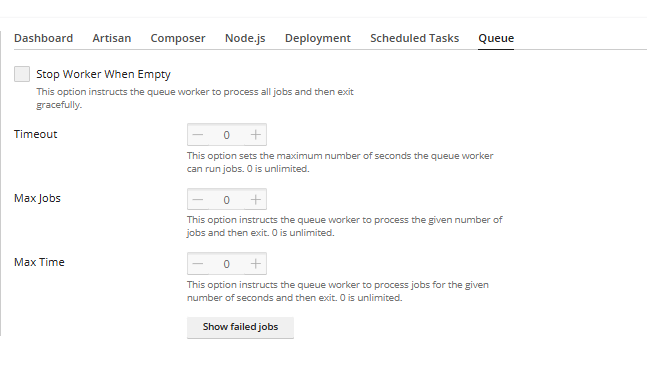 Dashboard Artisan Composer Node.js Deployment Scheduled Tasks Queue
Stop Worker When Empty
This option instructs the queue worker to process all jobs and then exit
gracefully.
Timeout
— 0 +
This option sets the maximum number of seconds the queue worker
can run jobs. 0 is unlimited.
Max Jobs
— 0 +
This option instructs the queue worker to process the given number of
jobs and then exit. 0 is unlimited.
Max Time
— 0 +
This option instructs the queue worker to process jobs for the given
number of seconds and then exit. 0 is unlimited.
Show failed jobs